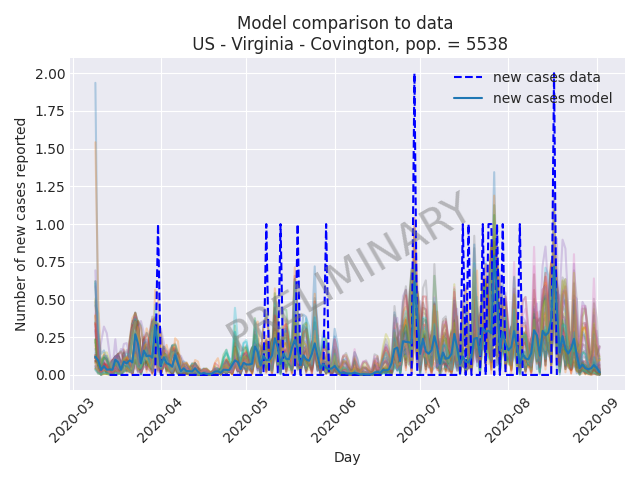 Model comparison to data
US - Virginia - Covington, pop. = 5538
2.00
1.75
1.50
1.25
1.00
0.75
0.50
0.25
0.00
Number of new cases reported
new cases data
new cases model
PRELIMINARY
2020-03
2020-04
2020-05
2020-06
2020-07
2020-08
2020-09
Day